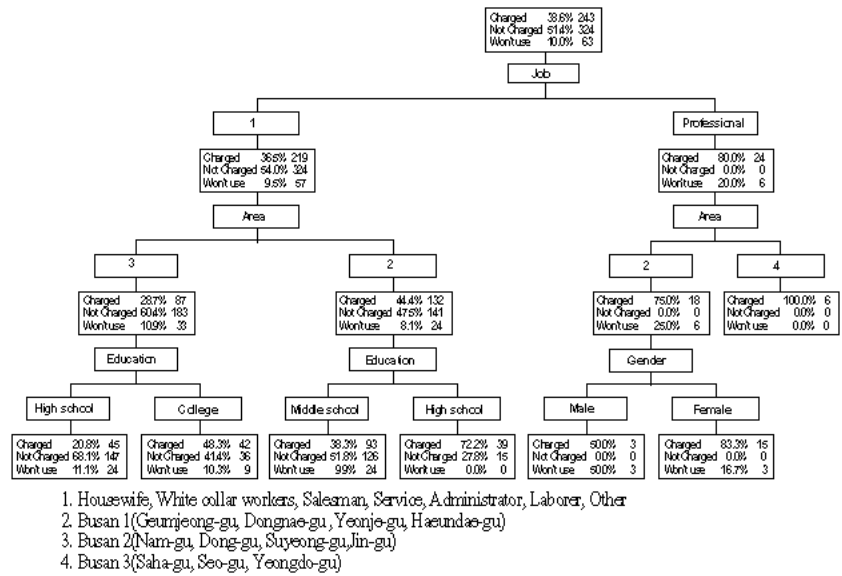 Charged 38.6% 243
Not Charged 51.4% 324
Won't use 10.0% 63
Job
1
Professional
Charged 36.5% 219
Not Charged 54.0% 324
Won't use 9.5% 57
Charged 80.0% 24
Not Charged 0.0% 0
Won't use 20.0% 6
Area
Area
3
2
2
4
Charged 28.7% 87
Not Charged 60.4% 183
Won't use 10.9% 33
Charged 44.4% 132
Not Charged 47.5% 141
Won't use 8.1% 24
Charged 75.0% 18
Not Charged 0.0% 0
Won't use 25.0% 6
Charged 100.0% 6
Not Charged 0.0% 0
Won't use 0.0% 0
Education
Education
Gender
High school
College
Middle school
High school
Male
Female
Charged 20.8% 45
Not Charged 68.1% 147
Won't use 11.1% 24
Charged 48.3% 42
Not Charged 41.4% 36
Won't use 10.3% 9
Charged 38.3% 93
Not Charged 51.8% 126
Won't use 9.9% 24
Charged 72.2% 39
Not Charged 27.8% 15
Won't use 0.0% 0
Charged 50.0% 3
Not Charged 0.0% 0
Won't use 50.0% 3
Charged 83.3% 15
Not Charged 0.0% 0
Won't use 16.7% 3
1. Housewife, White collar workers, Salesman, Service, Administrator, Laborer, Other
2. Busan 1(Geumjeong-gu, Dongnae-gu, Yeonje-gu, Haeundae-gu)
3. Busan 2(Nam-gu, Dong-gu, Suyeong-gu,Jin-gu)
4. Busan 3(Saha-gu, Seo-gu, Yeongdo-gu)